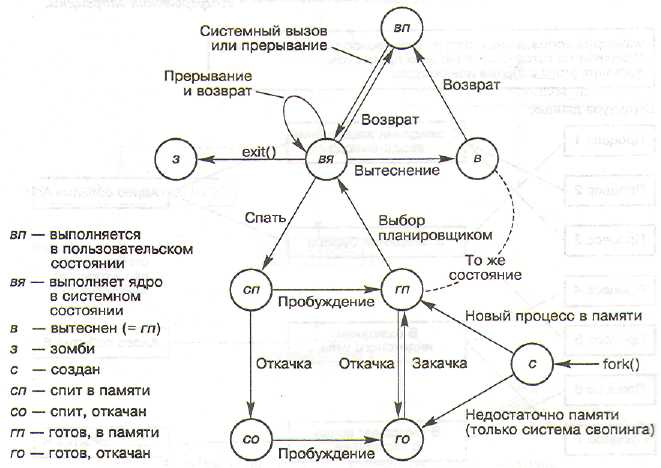 Системный вызов
или прерывание
вп
Прерывание
и возврат
Возврат
Возврат
з
exit()
вя
Вытеснение
в
Спать
Выбор
планировщиком
То же
состояние
вп — выполняется
в пользовательском
состоянии
вя — выполняет ядро
в системном
состоянии
в — вытеснен (= гп)
з — зомби
с — создан
сп — спит в памяти
со — спит, откачан
гп — готов, в памяти
го — готов, откачан
сп
Пробуждение
гп
Новый процесс в памяти
Откачка
Откачка
Закачка
с
fork()
Недостаточно памяти
(только система свопинга)
со
Пробуждение
го